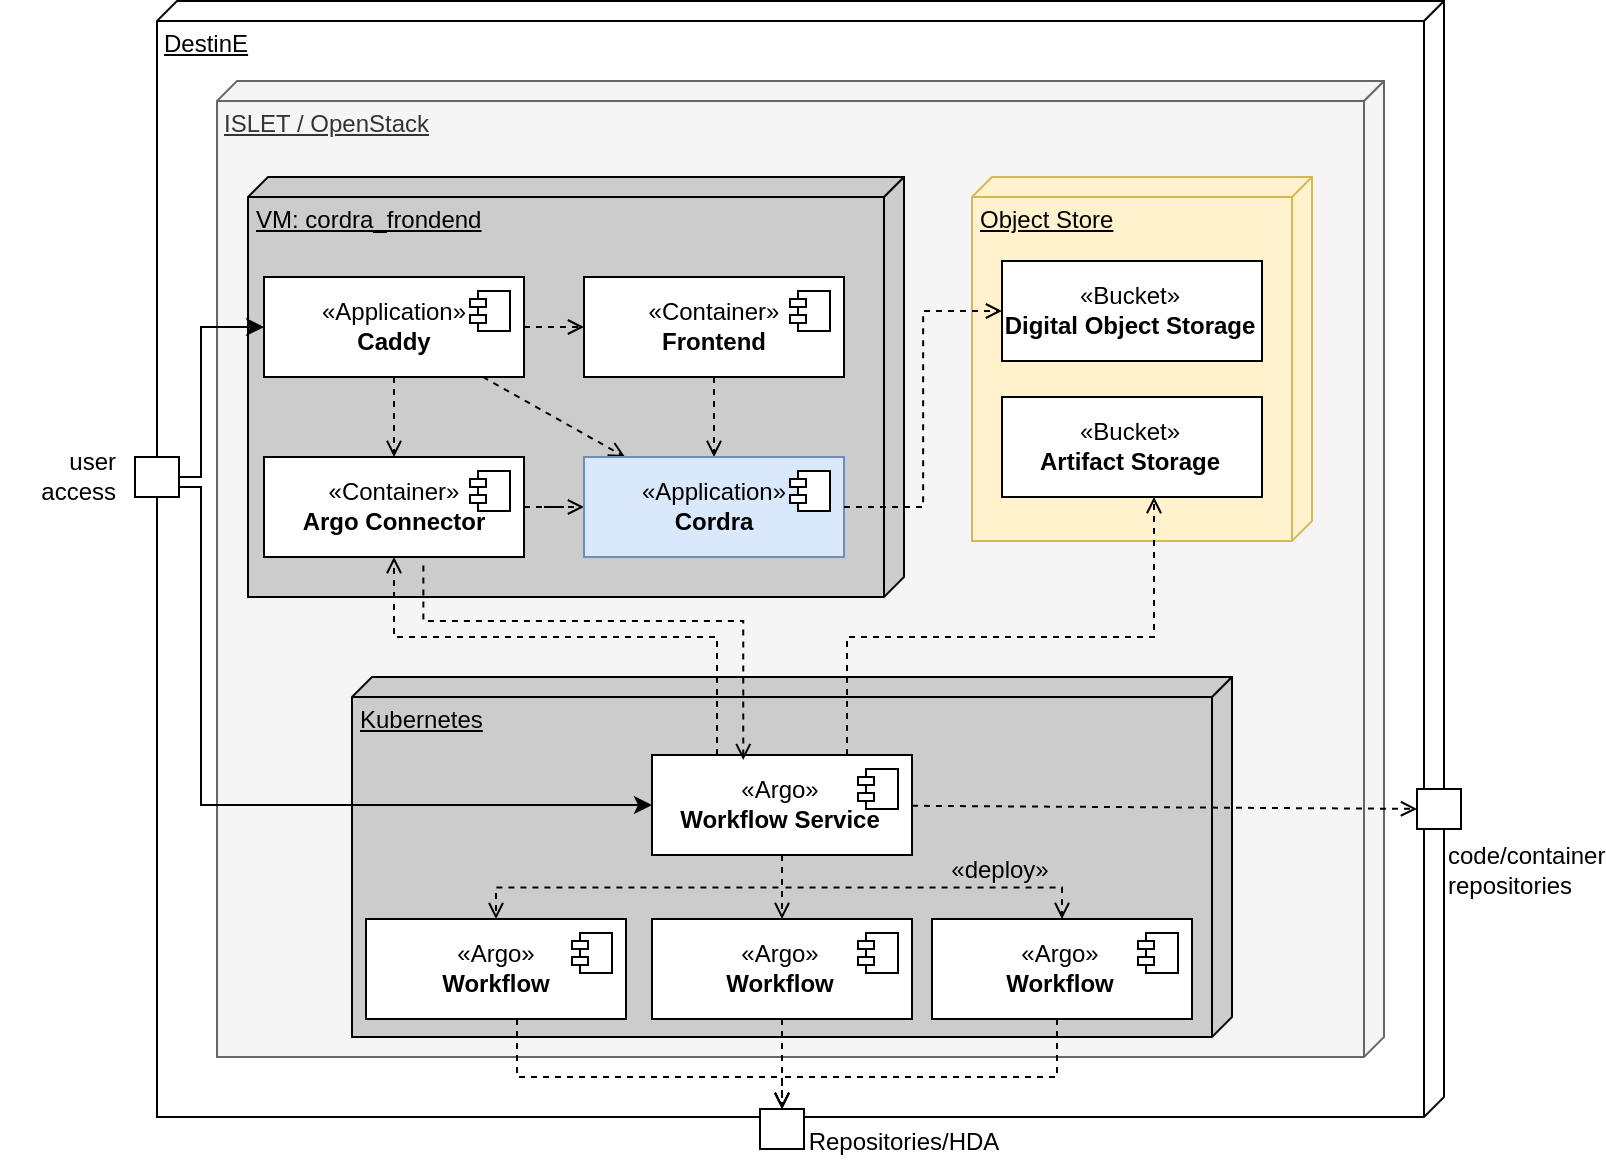 DestinE
ISLET / OpenStack
VM: cordra_frondend
Object Store
«Application»
Caddy
«Container»
Frontend
«Bucket»
Digital Object Storage
«Bucket»
Artifact Storage
user
access
«Container»
Argo Connector
«Application»
Cordra
Kubernetes
«Argo»
Workflow Service
code/container
repositories
«deploy»
«Argo»
Workflow
«Argo»
Workflow
«Argo»
Workflow
Repositories/HDA